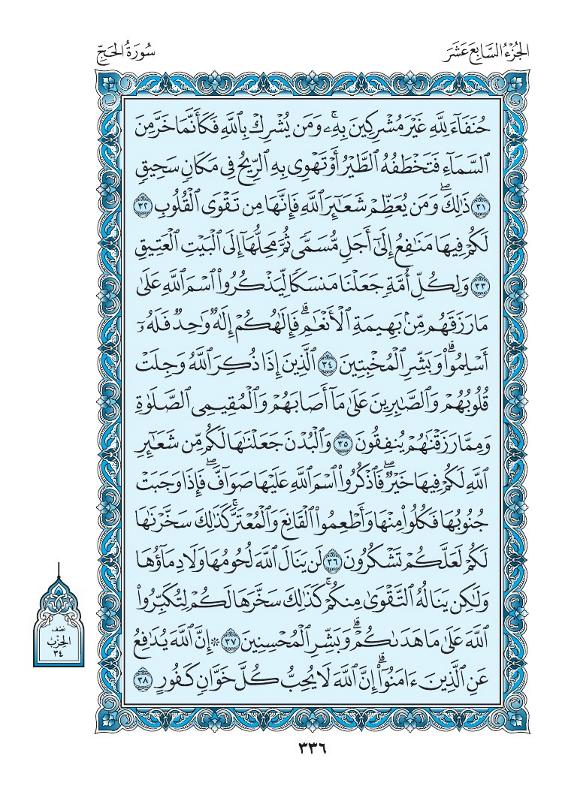 الجُزْءُ السَّابِعَ عَشَرَ
سُورَةُ الحَجِّ
حُنَفَآءَ لِلَّهِ غَيۡرَ مُشۡرِكِينَ بِهِۦۚ وَمَن يُشۡرِكۡ بِٱللَّهِ فَكَأَنَّمَا خَرَّ مِنَ
ٱلسَّمَآءِ فَتَخۡطَفُهُ ٱلطَّيۡرُ أَوۡ تَهۡوِي بِهِ ٱلرِّيحُ فِي مَكَانٖ سَحِيقٖ
٣١ ذَٰلِكَۖ وَمَن يُعَظِّمۡ شَعَٰٓئِرَ ٱللَّهِ فَإِنَّهَا مِن تَقۡوَى ٱلۡقُلُوبِ ٣٢
لَكُمۡ فِيهَا مَنَٰفِعُ إِلَىٰٓ أَجَلٖ مُّسَمّٗى ثُمَّ مَحِلُّهَآ إِلَى ٱلۡبَيۡتِ ٱلۡعَتِيقِ
٣٣ وَلِكُلِّ أُمَّةٖ جَعَلۡنَا مَنسَكٗا لِّيَذۡكُرُواْ ٱسۡمَ ٱللَّهِ عَلَىٰ
مَا رَزَقَهُم مِّنۢ بَهِيمَةِ ٱلۡأَنۡعَٰمِۗ فَإِلَٰهُكُمۡ إِلَٰهٞ وَٰحِدٞ فَلَهُۥٓ
أَسۡلِمُواْۗ وَبَشِّرِ ٱلۡمُخۡبِتِينَ ٣٤ ٱلَّذِينَ إِذَا ذُكِرَ ٱللَّهُ وَجِلَتۡ
قُلُوبُهُمۡ وَٱلصَّٰبِرِينَ عَلَىٰ مَآ أَصَابَهُمۡ وَٱلۡمُقِيمِي ٱلصَّلَوٰةِ
وَمِمَّا رَزَقۡنَٰهُمۡ يُنفِقُونَ ٣٥ وَٱلۡبُدۡنَ جَعَلۡنَٰهَا لَكُم مِّن شَعَٰٓئِرِ
ٱللَّهِ لَكُمۡ فِيهَا خَيۡرٞۖ فَٱذۡكُرُواْ ٱسۡمَ ٱللَّهِ عَلَيۡهَا صَوَآفَّۖ فَإِذَا وَجَبَتۡ
جُنُوبُهَا فَكُلُواْ مِنۡهَا وَأَطۡعِمُواْ ٱلۡقَانِعَ وَٱلۡمُعۡتَرَّۚ كَذَٰلِكَ سَخَّرۡنَٰهَا
لَكُمۡ لَعَلَّكُمۡ تَشۡكُرُونَ ٣٦ لَن يَنَالَ ٱللَّهَ لُحُومُهَا وَلَا دِمَآؤُهَا
وَلَٰكِن يَنَالُهُ ٱلتَّقۡوَىٰ مِنكُمۡۚ كَذَٰلِكَ سَخَّرَهَا لَكُمۡ لِتُكَبِّرُواْ
ٱللَّهَ عَلَىٰ مَا هَدَىٰكُمۡۗ وَبَشِّرِ ٱلۡمُحۡسِنِينَ ٣٧ ۞ إِنَّ ٱللَّهَ يُدَٰفِعُ
عَنِ ٱلَّذِينَ ءَامَنُوٓاْۗ إِنَّ ٱللَّهَ لَا يُحِبُّ كُلَّ خَوَّانٖ كَفُورٍ ٣٨
نصف
الحزب
٣٤
٣٣٦